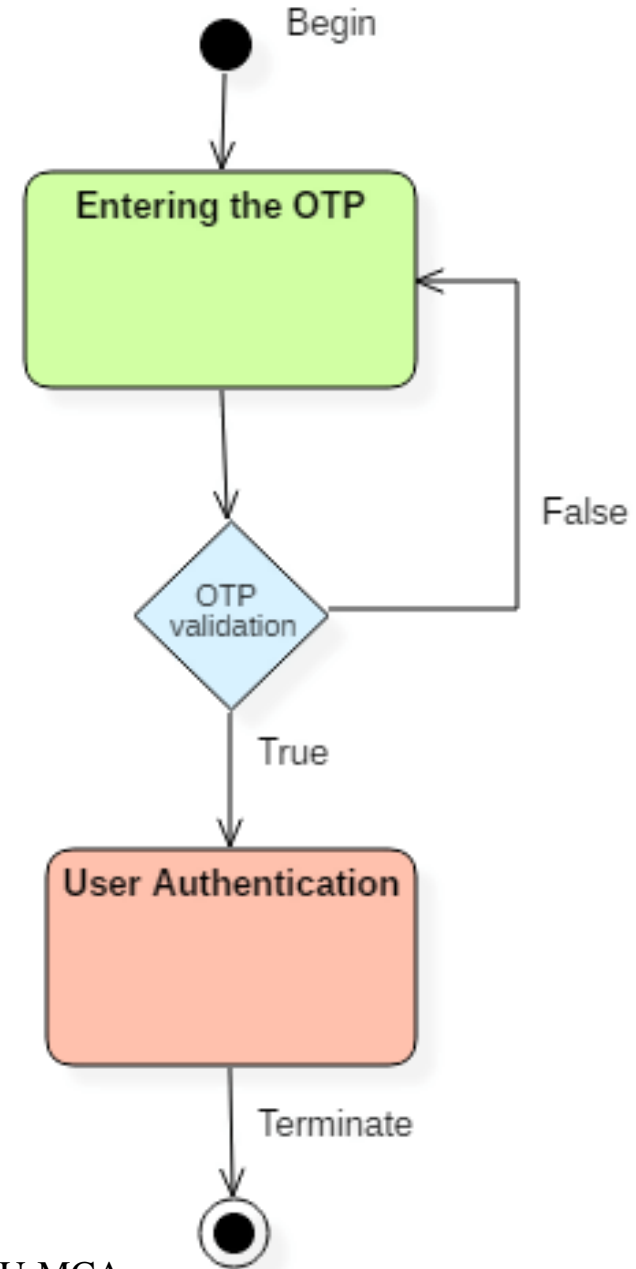 Begin
Entering the OTP
False
OTP
validation
True
User Authentication
Terminate